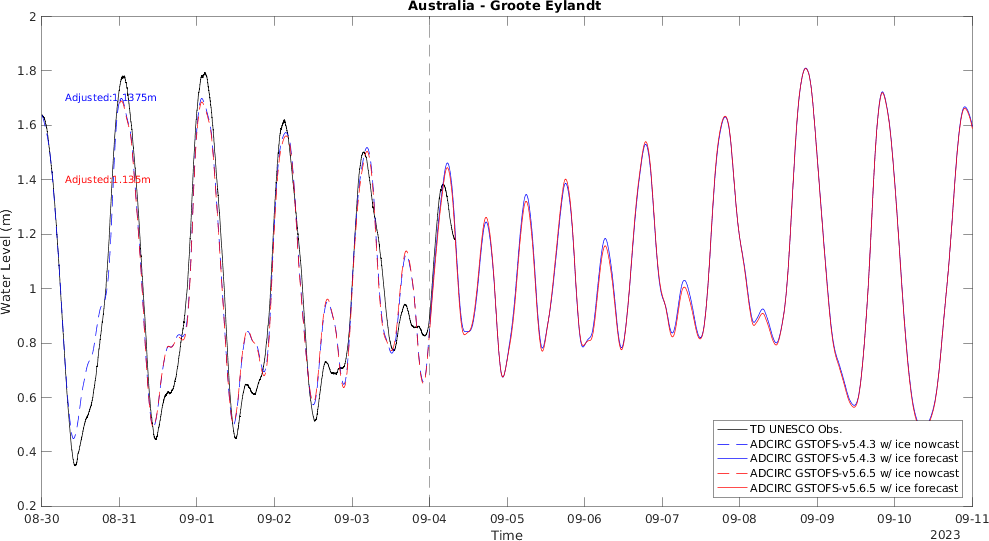 Australia - Groote Eylandt
Water Level (m)
2
1.8
1.6
1.4
1.2
1
0.8
0.6
0.4
0.2
Adjusted:1.1375m
Adjusted:1.135m
TD UNESCO Obs.
ADCIRC GSTOFS-v5.4.3 w/ ice nowcast
ADCIRC GSTOFS-v5.4.3 w/ ice forecast
ADCIRC GSTOFS-v5.6.5 w/ ice nowcast
ADCIRC GSTOFS-v5.6.5 w/ ice forecast
08-30 08-31 09-01 09-02 09-03 09-04 09-05 09-06 09-07 09-08 09-09 09-10 09-11
Time
2023